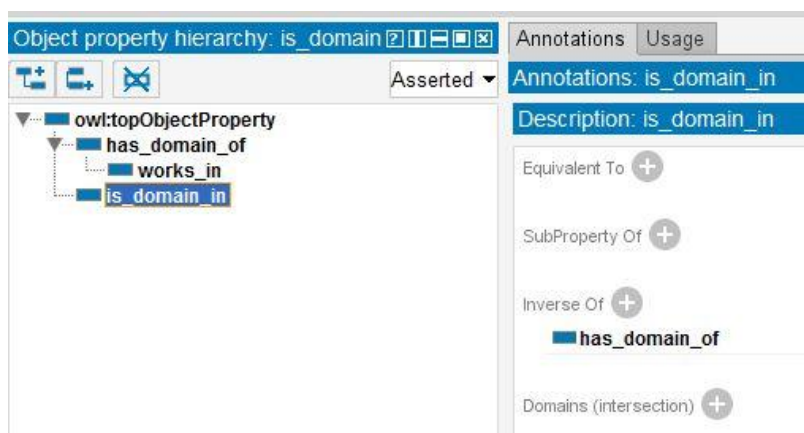 Object property hierarchy: is_domain
Asserted
owl:topObjectProperty
has_domain_of
works_in
is_domain_in
Annotations Usage
Annotations: is_domain_in
Description: is_domain_in
Equivalent To
SubProperty Of
Inverse Of
has_domain_of
Domains (intersection)